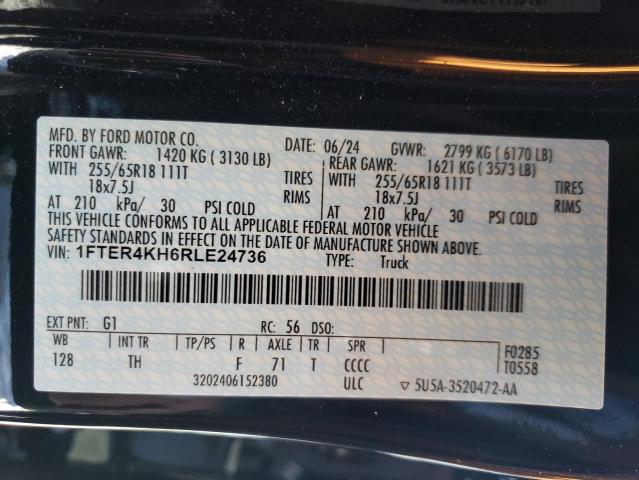 MFD. BY FORD MOTOR CO. DATE: 06/24 GVWR: 2799 KG ( 6170 LB)
FRONT GAWR: 1420 KG ( 3130 LB) REAR GAWR: 1621 KG ( 3573 LB)
WITH 255/65R18 111T TIRES WITH 255/65R18 111T TIRES
18x7.5J RIMS 18x7.5J RIMS
AT 210 kPa/ 30 PSI COLD AT 210 kPa/ 30 PSI COLD
THIS VEHICLE CONFORMS TO ALL APPLICABLE FEDERAL MOTOR VEHICLE
SAFETY STANDARDS IN EFFECT ON THE DATE OF MANUFACTURE SHOWN ABOVE.
VIN: 1FTER4KH6RLE24736 TYPE: Truck
EXT PNT: G1 RC: 56 DSO:
WB INT TR TP/PS R AXLE TR SPR F0285
128 TH F 71 T CCCC T0558
3202406152380 ULC ▽ 5U5A-3520472-AA